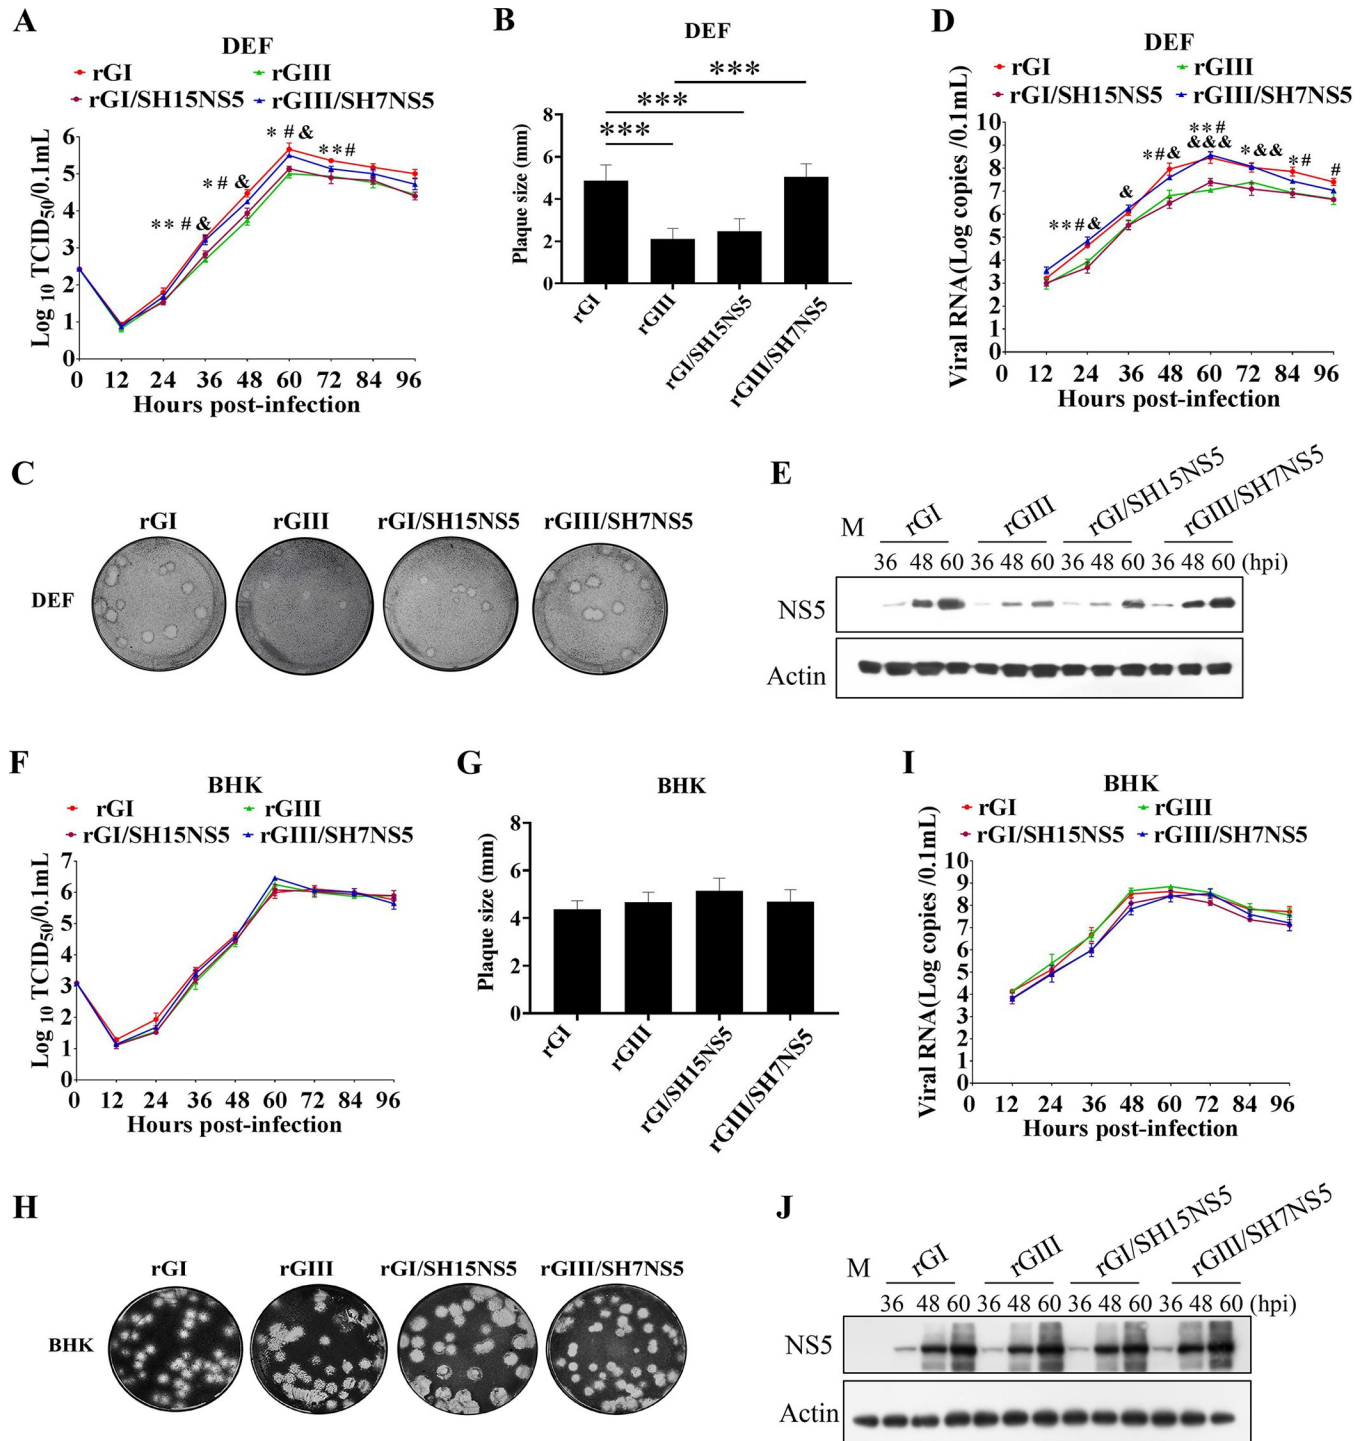 A
DEF
rGI
rGIII
rGI/SH15NS5
rGIII/SH7NS5
Log 10 TCID50/0.1mL
6
5
4
3
2
1
0
** # &
* # &
* # &
**#
0 12 24 36 48 60 72 84 96
Hours post-infection
B
DEF
Plaque size (mm)
8
6
4
2
0
***
***
***
rGI
rGIII
rGI/SH15NS5
rGIII/SH7NS5
D
DEF
rGI
rGIII
rGI/SH15NS5
rGIII/SH7NS5
Viral RNA(Log copies /0.1mL)
10
9
8
7
6
5
4
3
2
1
0
**#&
&
*#&
**#
&&&
*&&
*#
#
0 12 24 36 48 60 72 84 96
Hours post-infection
C
rGI rGIII rGI/SH15NS5 rGIII/SH7NS5
DEF
E
M rGI rGIII rGI/SH15NS5 rGIII/SH7NS5
36 48 60 36 48 60 36 48 60 36 48 60 (hpi)
NS5
Actin
F
BHK
rGI
rGIII
rGI/SH15NS5
rGIII/SH7NS5
Log 10 TCID50/0.1mL
7
6
5
4
3
2
1
0
0 12 24 36 48 60 72 84 96
Hours post-infection
G
BHK
Plaque size (mm)
8
6
4
2
0
rGI
rGIII
rGI/SH15NS5
rGIII/SH7NS5
I
BHK
rGI
rGIII
rGI/SH15NS5
rGIII/SH7NS5
Viral RNA(Log copies /0.1mL)
10
9
8
7
6
5
4
3
2
1
0
0 12 24 36 48 60 72 84 96
Hours post-infection
H
rGI rGIII rGI/SH15NS5 rGIII/SH7NS5
BHK
J
M rGI rGIII rGI/SH15NS5 rGIII/SH7NS5
36 48 60 36 48 60 36 48 60 36 48 60 (hpi)
NS5
Actin